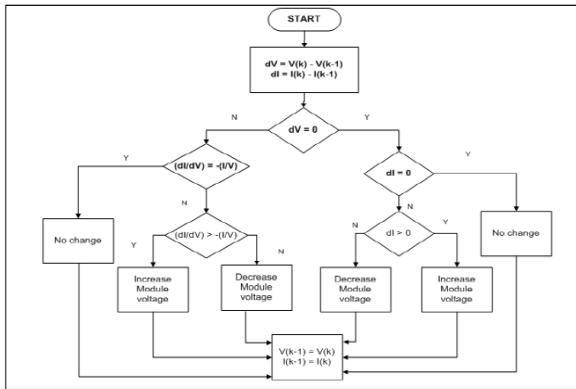 START
dV = V(k) - V(k-1)
dI = I(k) - I(k-1)
N
dV = 0
Y
Y
(dI/dV) = -(I/V)
dI = 0
Y
N
N
No change
Y
(dI/dV) > -(I/V)
N
N
dI > 0
Y
No change
Increase
Module
voltage
Decrease
Module
voltage
Decrease
Module
voltage
Increase
Module
voltage
V(k-1) = V(k)
I(k-1) = I(k)